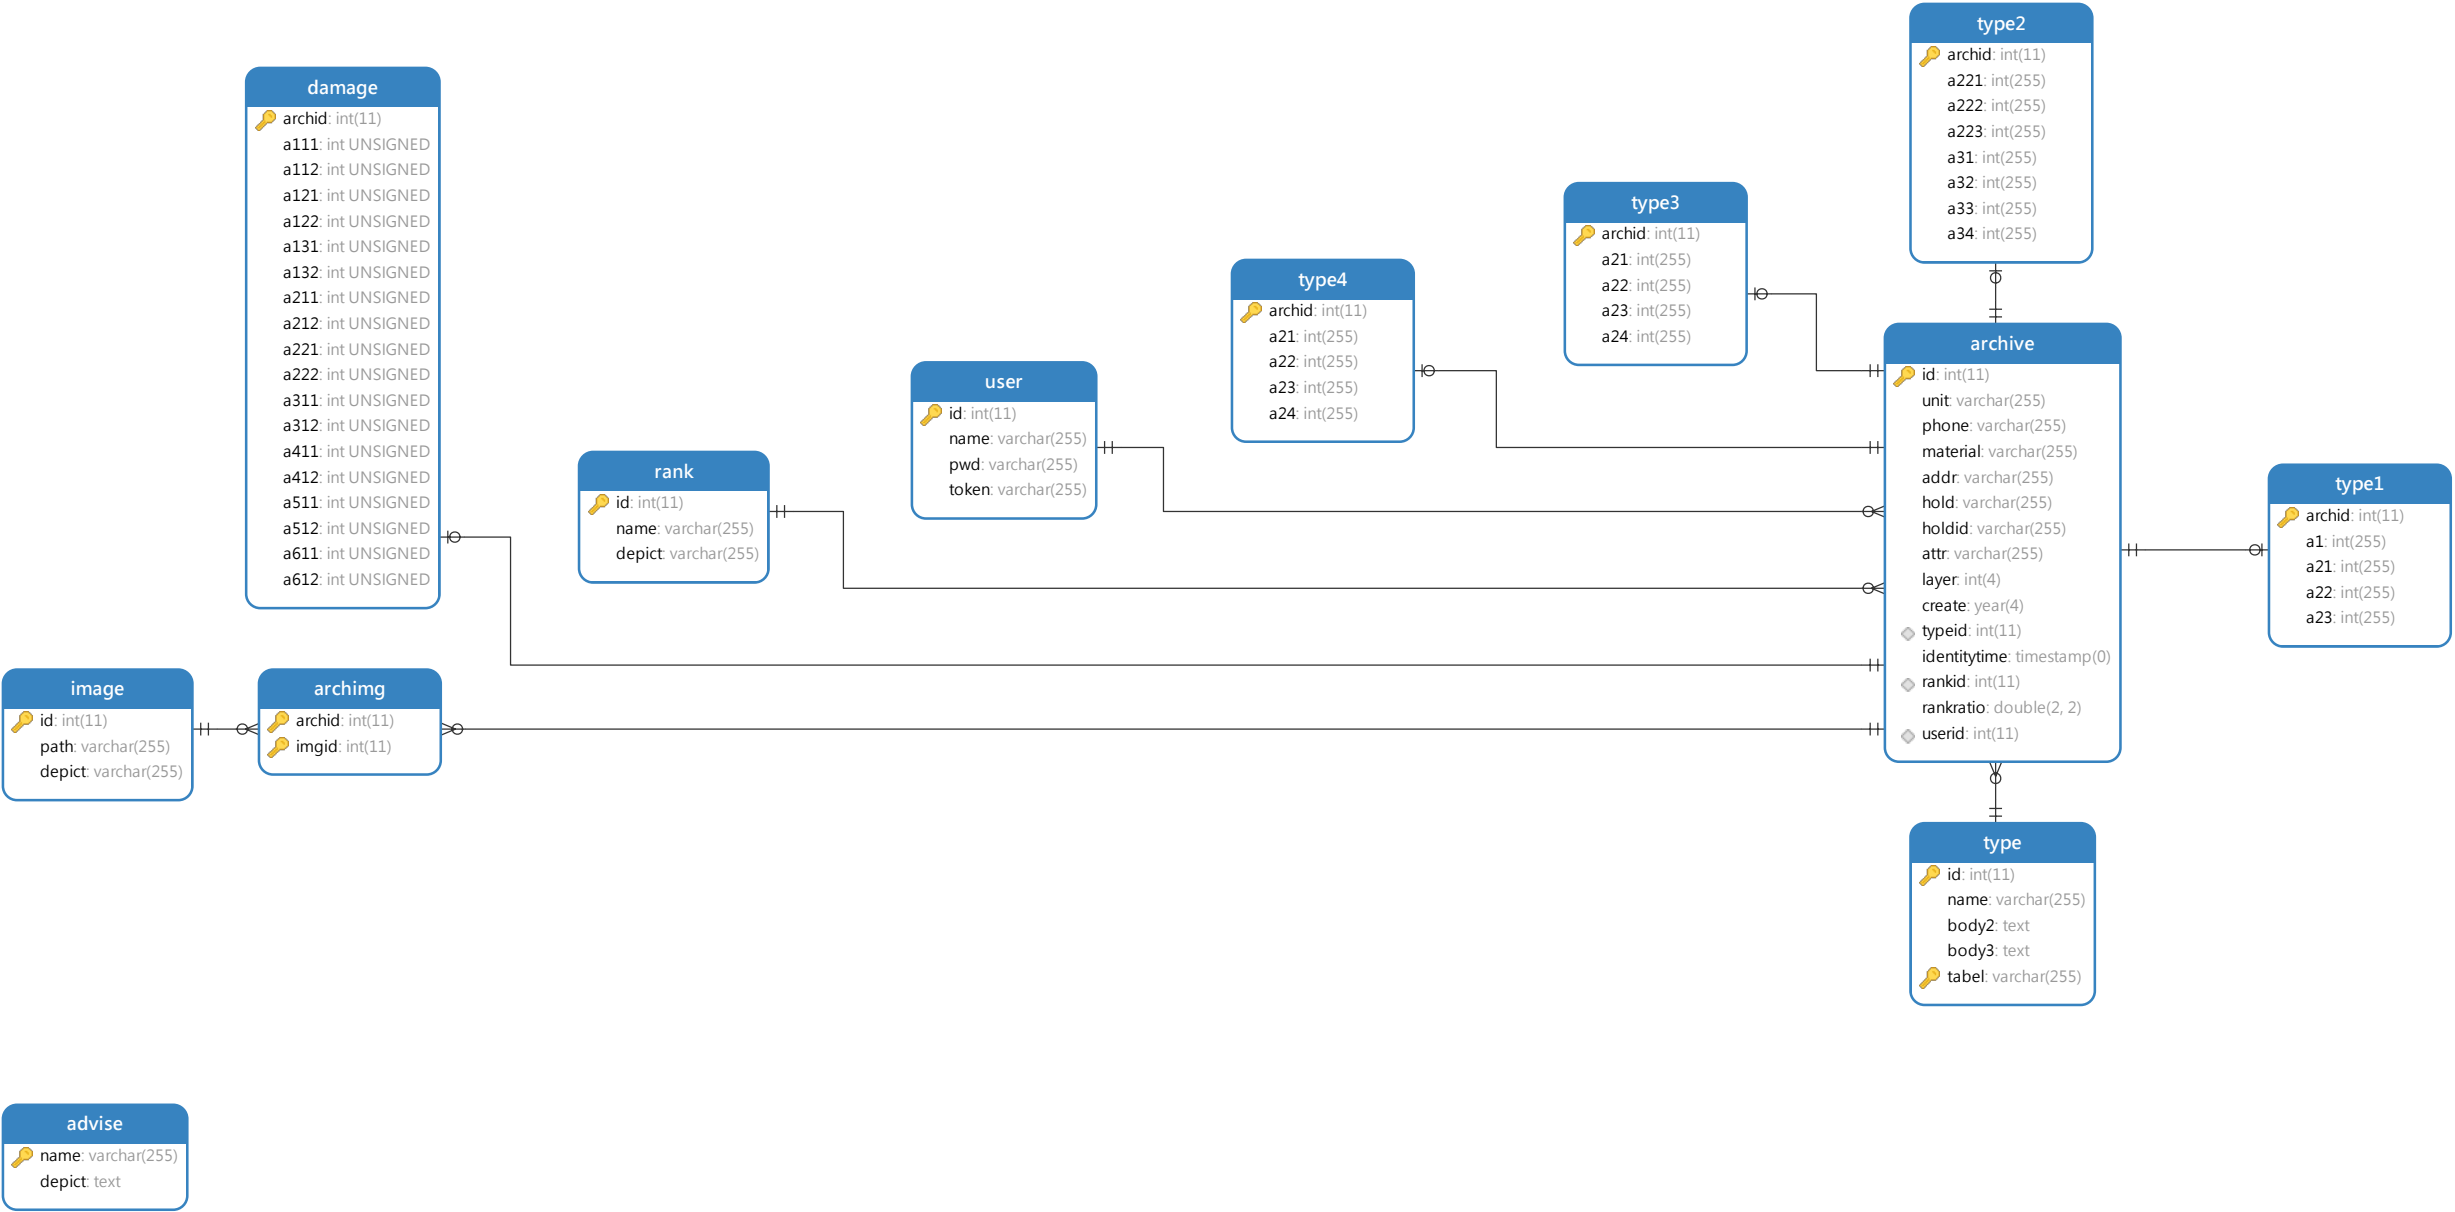 damage
archid: int(11)
a111: int UNSIGNED
a112: int UNSIGNED
a121: int UNSIGNED
a122: int UNSIGNED
a131: int UNSIGNED
a132: int UNSIGNED
a211: int UNSIGNED
a212: int UNSIGNED
a221: int UNSIGNED
a222: int UNSIGNED
a311: int UNSIGNED
a312: int UNSIGNED
a411: int UNSIGNED
a412: int UNSIGNED
a511: int UNSIGNED
a512: int UNSIGNED
a611: int UNSIGNED
a612: int UNSIGNED
image
id: int(11)
path: varchar(255)
depict: varchar(255)
archimg
archid: int(11)
imgid: int(11)
rank
id: int(11)
name: varchar(255)
depict: varchar(255)
user
id: int(11)
name: varchar(255)
pwd: varchar(255)
token: varchar(255)
type4
archid: int(11)
a21: int(255)
a22: int(255)
a23: int(255)
a24: int(255)
type3
archid: int(11)
a21: int(255)
a22: int(255)
a23: int(255)
a24: int(255)
type2
archid: int(11)
a221: int(255)
a222: int(255)
a223: int(255)
a31: int(255)
a32: int(255)
a33: int(255)
a34: int(255)
archive
id: int(11)
unit: varchar(255)
phone: varchar(255)
material: varchar(255)
addr: varchar(255)
hold: varchar(255)
holdid: varchar(255)
attr: varchar(255)
layer: int(4)
create: year(4)
typeid: int(11)
identitytime: timestamp(0)
rankid: int(11)
rankratio: double(2, 2)
userid: int(11)
type1
archid: int(11)
a1: int(255)
a21: int(255)
a22: int(255)
a23: int(255)
type
id: int(11)
name: varchar(255)
body2: text
body3: text
tabel: varchar(255)
advise
name: varchar(255)
depict: text